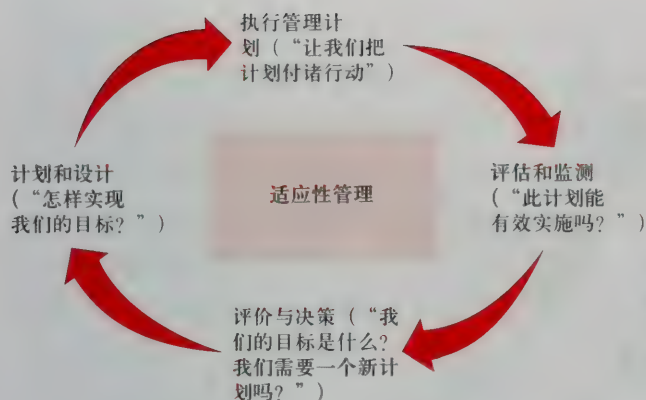 执行管理计
划（“让我们把
计划付诸行动”）
计划和设计
（“怎样实现
我们的目标？”）
适应性管理
评估和监测
（“此计划能
有效实施吗？”）
评价与决策（“我
们的目标是什么？
我们需要一个新计
划吗？”）